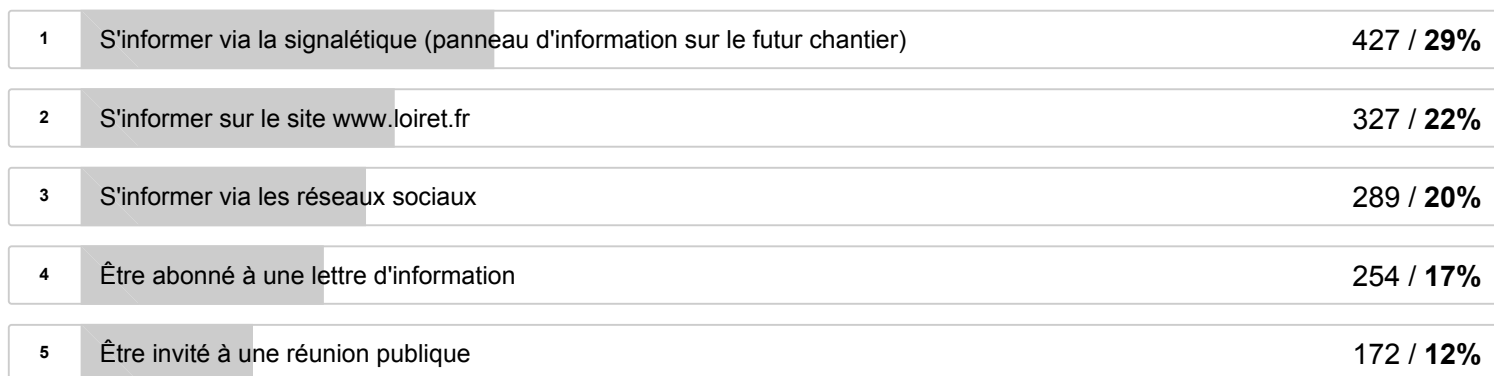 1 S'informer via la signalétique (panneau d'information sur le futur chantier) 427 / 29%
2 S'informer sur le site www.loiret.fr 327 / 22%
3 S'informer via les réseaux sociaux 289 / 20%
4 Être abonné à une lettre d'information 254 / 17%
5 Être invité à une réunion publique 172 / 12%